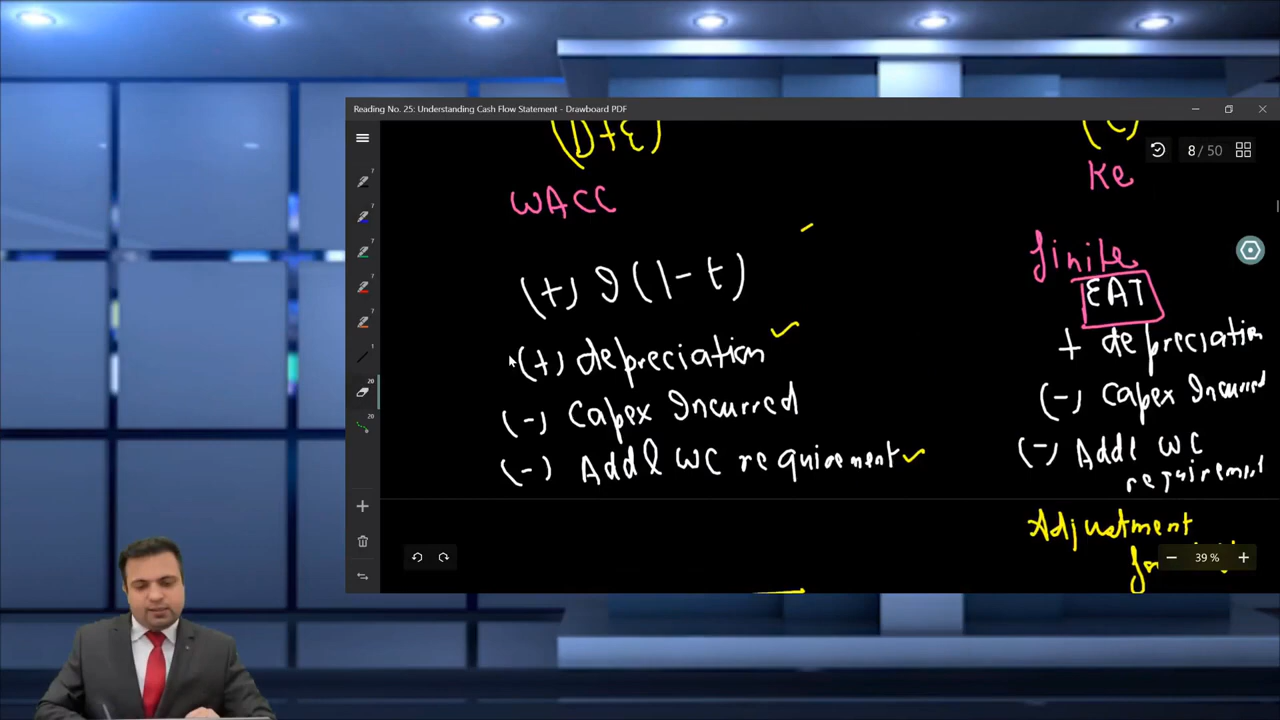 Reading No. 25: Understanding Cash Flow Statement - Drawboard PDF
8 / 50
(D+E)
WACC
(+) I (1-t)
(+) depreciation
(-) Capex Incurred
(-) Addl WC requirement
Ke
finite
EAT
+ depreciation
(-) Capex Incurred
(-) Addl WC
requirement
Adjustment
39 %